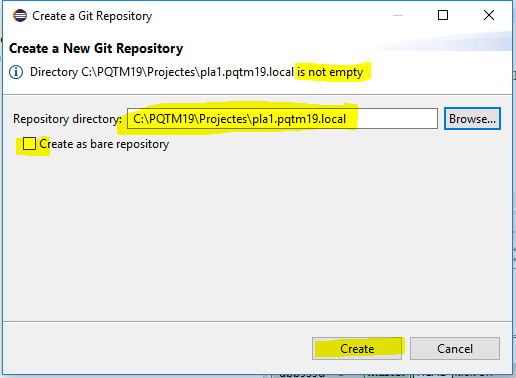 Create a Git Repository
Create a New Git Repository
Directory C:\PQTM19\Projectes\pla1.pqtm19.local is not empty
Repository directory: C:\PQTM19\Projectes\pla1.pqtm19.local Browse...
Create as bare repository
Create Cancel